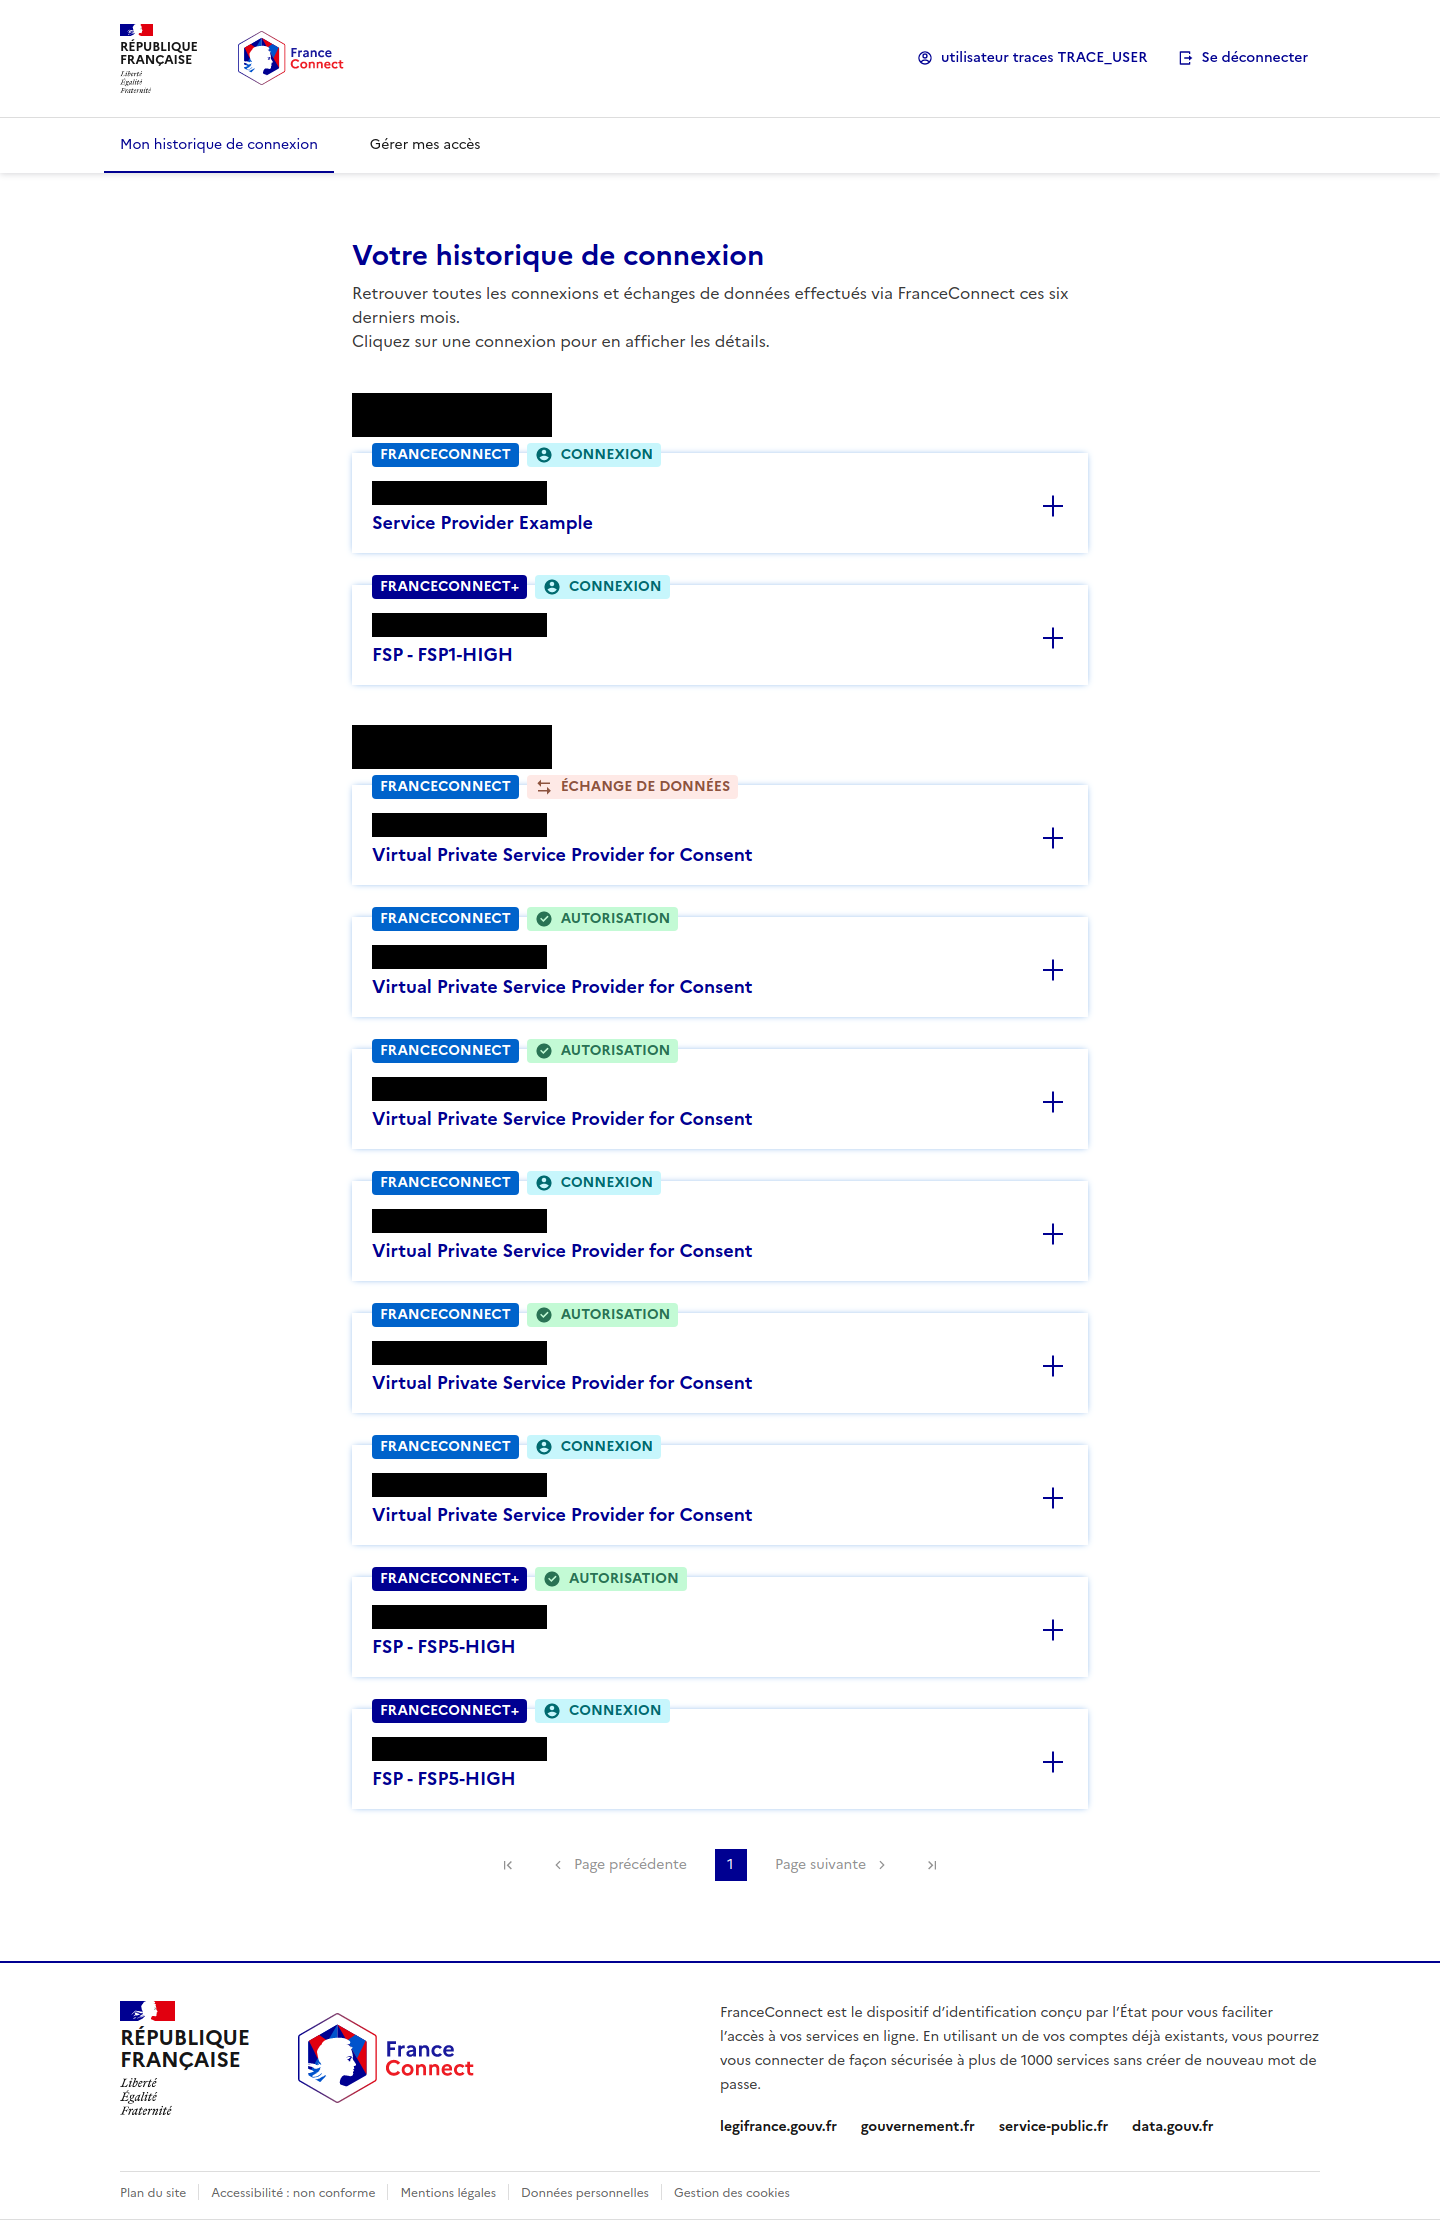 RÉPUBLIQUE
FRANÇAISE
Liberté
Égalité
Fraternité
France
Connect
utilisateur traces TRACE_USER
Se déconnecter
Mon historique de connexion
Gérer mes accès
Votre historique de connexion
Retrouver toutes les connexions et échanges de données effectués via FranceConnect ces six
derniers mois.
Cliquez sur une connexion pour en afficher les détails.
FRANCECONNECT CONNEXION
Service Provider Example
FRANCECONNECT+ CONNEXION
FSP - FSP1-HIGH
FRANCECONNECT ÉCHANGE DE DONNÉES
Virtual Private Service Provider for Consent
FRANCECONNECT AUTORISATION
Virtual Private Service Provider for Consent
FRANCECONNECT AUTORISATION
Virtual Private Service Provider for Consent
FRANCECONNECT CONNEXION
Virtual Private Service Provider for Consent
FRANCECONNECT AUTORISATION
Virtual Private Service Provider for Consent
FRANCECONNECT CONNEXION
Virtual Private Service Provider for Consent
FRANCECONNECT+ AUTORISATION
FSP - FSP5-HIGH
FRANCECONNECT+ CONNEXION
FSP - FSP5-HIGH
Page précédente 1 Page suivante
RÉPUBLIQUE
FRANÇAISE
Liberté
Égalité
Fraternité
France
Connect
FranceConnect est le dispositif d’identification conçu par l’État pour vous faciliter
l’accès à vos services en ligne. En utilisant un de vos comptes déjà existants, vous pourrez
vous connecter de façon sécurisée à plus de 1000 services sans créer de nouveau mot de
passe.
legifrance.gouv.fr gouvernement.fr service-public.fr data.gouv.fr
Plan du site Accessibilité : non conforme Mentions légales Données personnelles Gestion des cookies